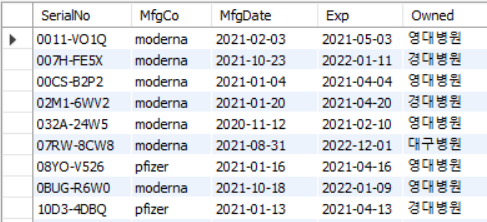 SerialNo MfgCo MfgDate Exp Owned
0011-VO1Q moderna 2021-02-03 2021-05-03 영대병원
007H-FE5X moderna 2021-10-23 2022-01-11 경대병원
00CS-B2P2 moderna 2021-01-04 2021-04-04 영대병원
02M1-6WV2 moderna 2021-01-20 2021-04-20 경대병원
032A-24W5 moderna 2020-11-12 2021-02-10 영대병원
07RW-8CW8 moderna 2021-08-31 2022-12-01 대구병원
08YO-V526 pfizer 2021-01-16 2021-04-16 영대병원
0BUG-R6W0 moderna 2021-10-18 2022-01-09 영대병원
10D3-4DBQ pfizer 2021-01-13 2021-04-13 경대병원